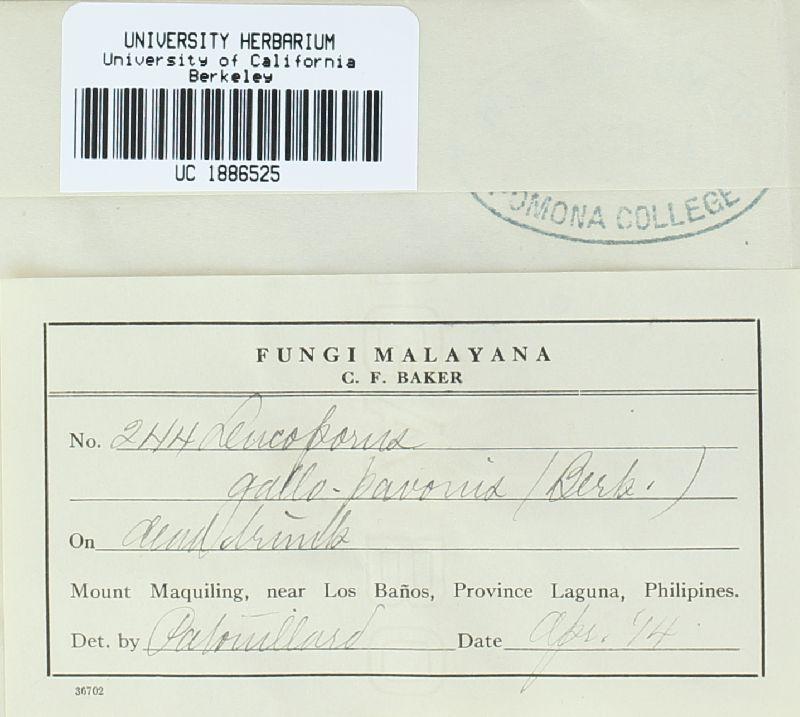 UNIVERSITY HERBARIUM
University of California
Berkeley
UC 1886525
POMONA COLLEGE
FUNGI MALAYANA
C. F. BAKER
No. 244 Leucoporus
gallo-pavonis (Berk.)
On dead trunk
Mount Maquiling, near Los Baños, Province Laguna, Philipines.
Det. by Patouillard Date Apr. '14
36702